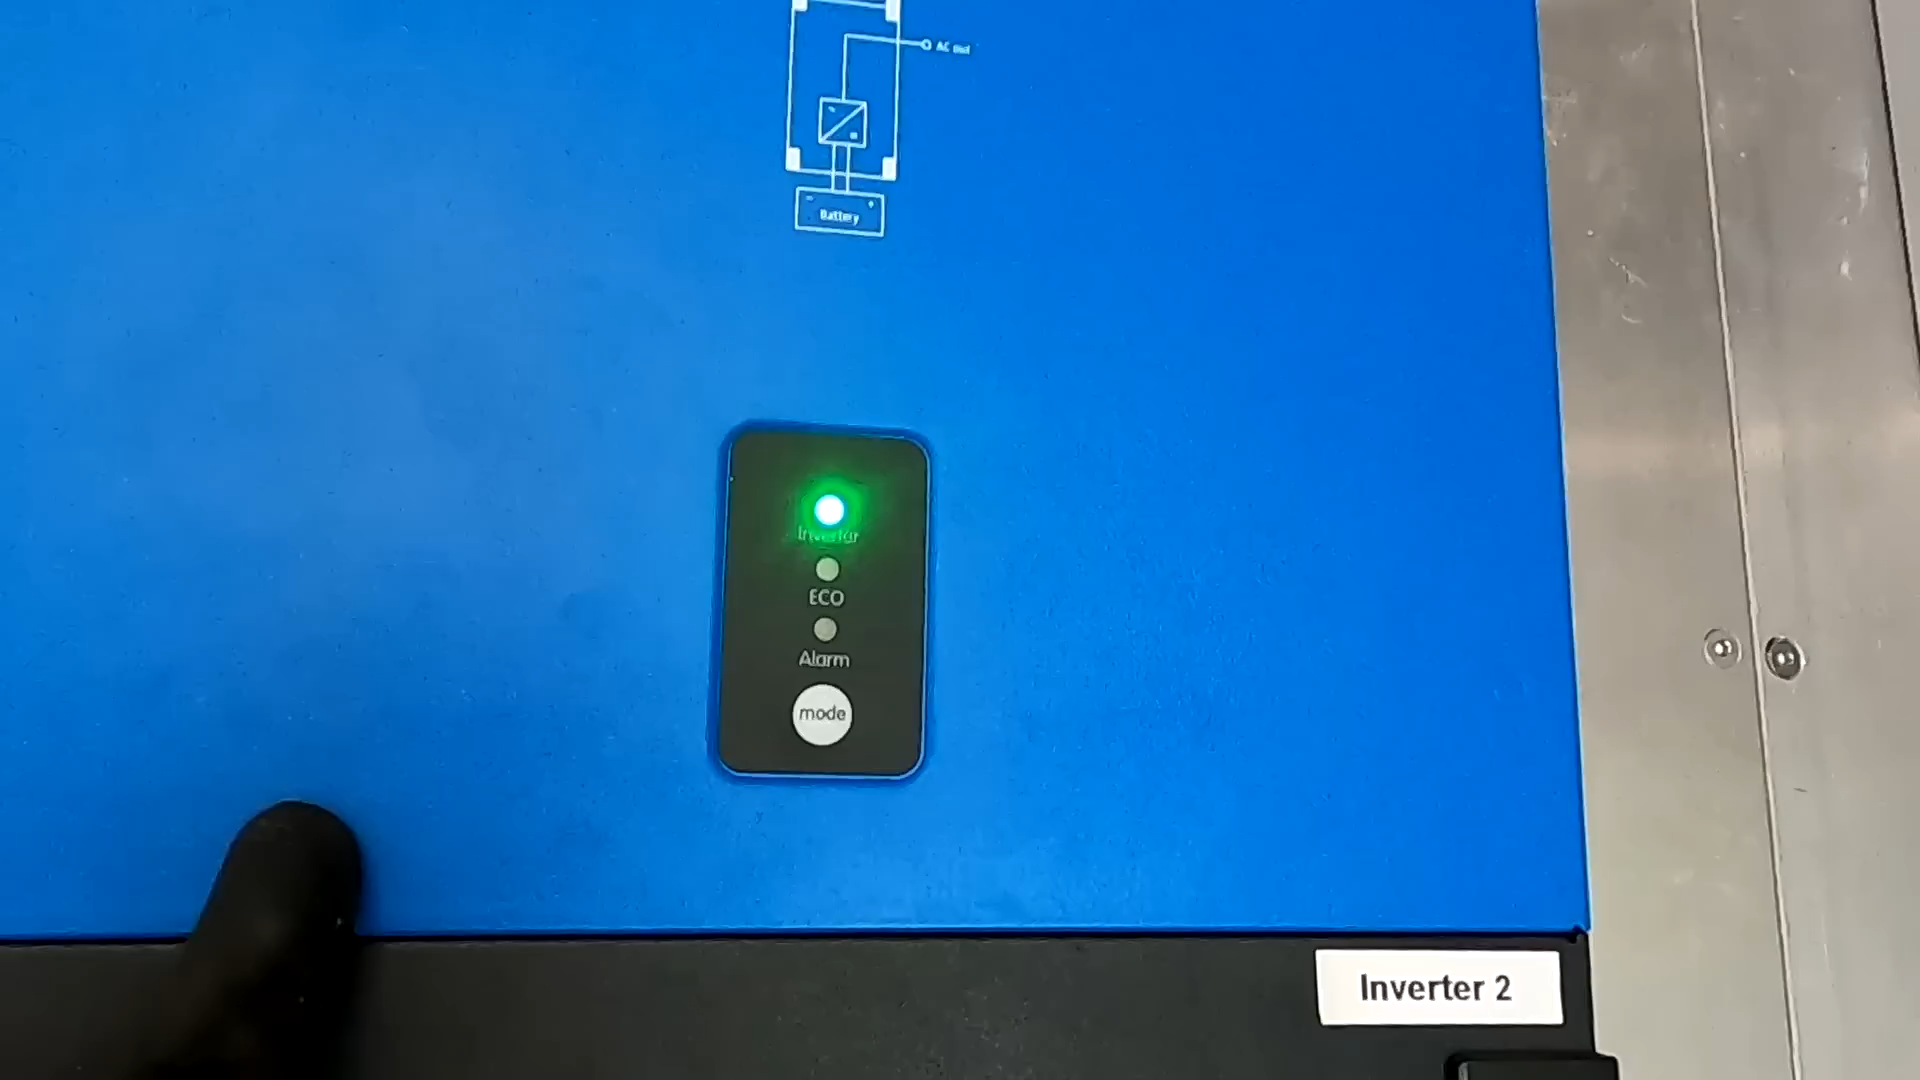 AC out
Battery
Inverter
ECO
Alarm
mode
Inverter 2